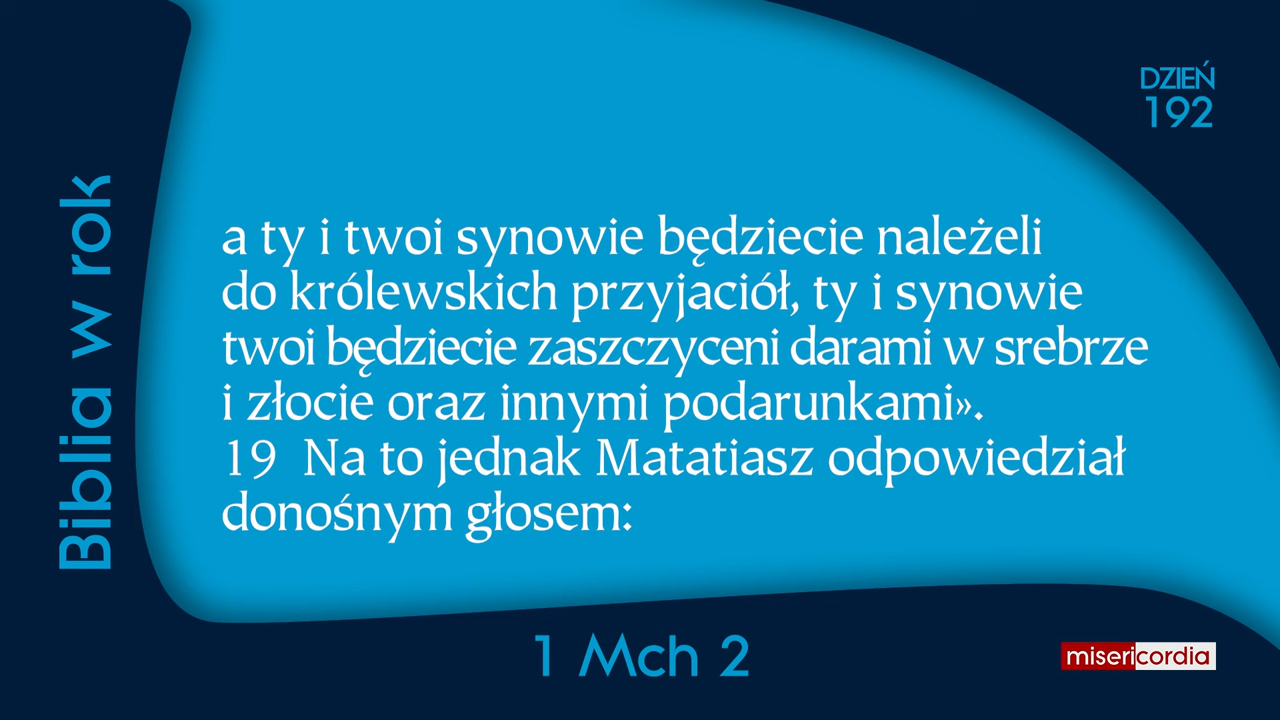 DZIEŃ
192
Biblia w rok
a ty i twoi synowie będziecie należeli
do królewskich przyjaciół, ty i synowie
twoi będziecie zaszczyceni darami w srebrze
i złocie oraz innymi podarunkami».
19 Na to jednak Matatiasz odpowiedział
donośnym głosem:
1 Mch 2
misericordia